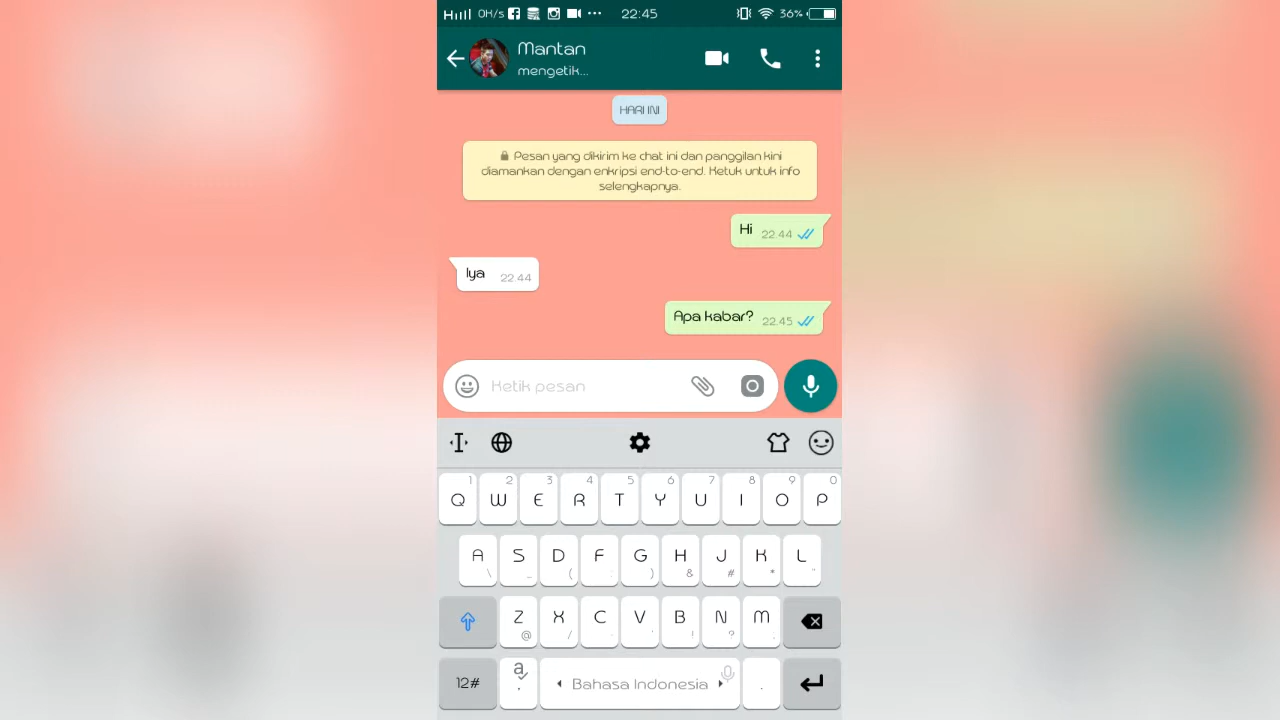 0K/s ... 22:45 36%
Mantan
mengetik...
HARI INI
Pesan yang dikirim ke chat ini dan panggilan kini
diamankan dengan enkripsi end-to-end. Ketuk untuk info
selengkapnya.
Hi 22.44
Iya 22.44
Apa kabar? 22.45
Ketik pesan
1 2 3 4 5 6 7 8 9 0
Q W E R T Y U I O P
A S D F G H J K L
\ _ ( : ) & # * "
Z X C V B N M
@ / - ' ! ? ;
12# a , Bahasa Indonesia .